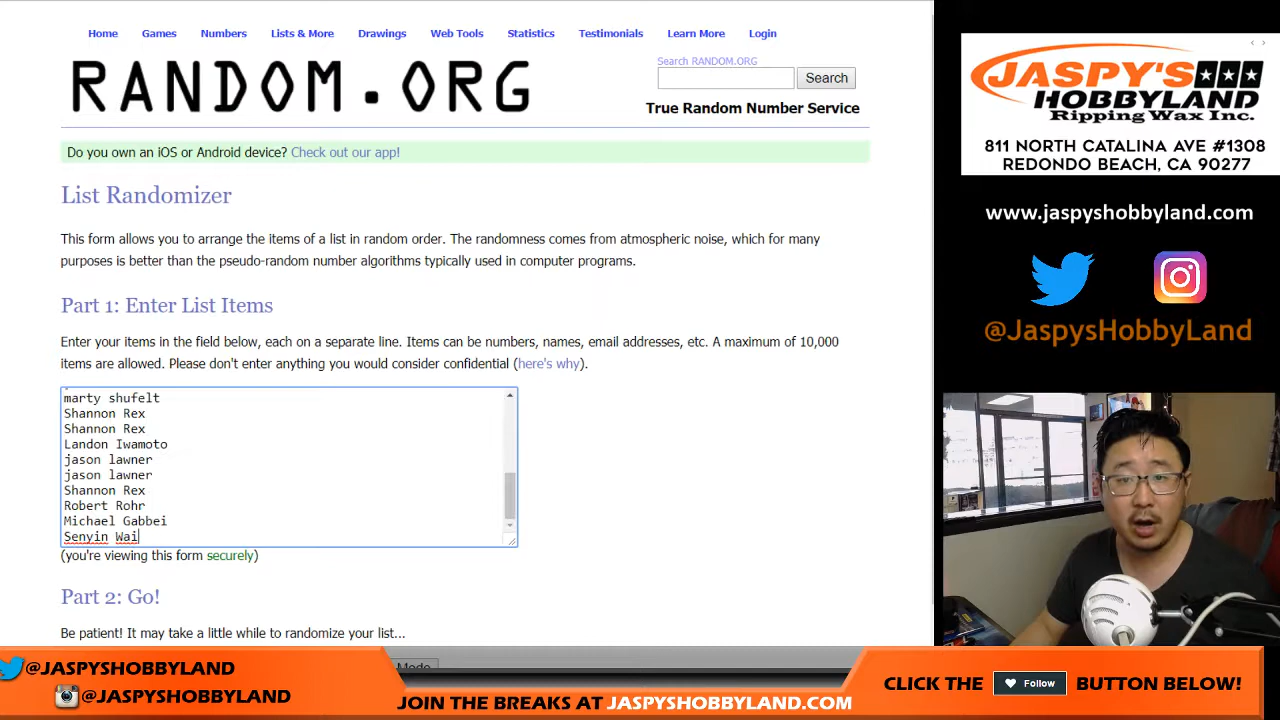 Home Games Numbers Lists & More Drawings Web Tools Statistics Testimonials Learn More Login
RANDOM.ORG
Search RANDOM.ORG
Search
True Random Number Service
Do you own an iOS or Android device? Check out our app!
List Randomizer
This form allows you to arrange the items of a list in random order. The randomness comes from atmospheric noise, which for many
purposes is better than the pseudo-random number algorithms typically used in computer programs.
Part 1: Enter List Items
Enter your items in the field below, each on a separate line. Items can be numbers, names, email addresses, etc. A maximum of 10,000
items are allowed. Please don't enter anything you would consider confidential (here's why).
marty shufelt
Shannon Rex
Shannon Rex
Landon Iwamoto
jason lawner
jason lawner
Shannon Rex
Robert Rohr
Michael Gabbei
Senyin Wai
(you're viewing this form securely)
Part 2: Go!
Be patient! It may take a little while to randomize your list...
Mode
JASPY'S
HOBBYLAND
Ripping Wax Inc.
811 NORTH CATALINA AVE #1308
REDONDO BEACH, CA 90277
www.jaspyshobbyland.com
@JaspysHobbyLand
@JASPYSHOBBYLAND
@JASPYSHOBBYLAND
JOIN THE BREAKS AT JASPYSHOBBYLAND.COM
CLICK THE Follow BUTTON BELOW!